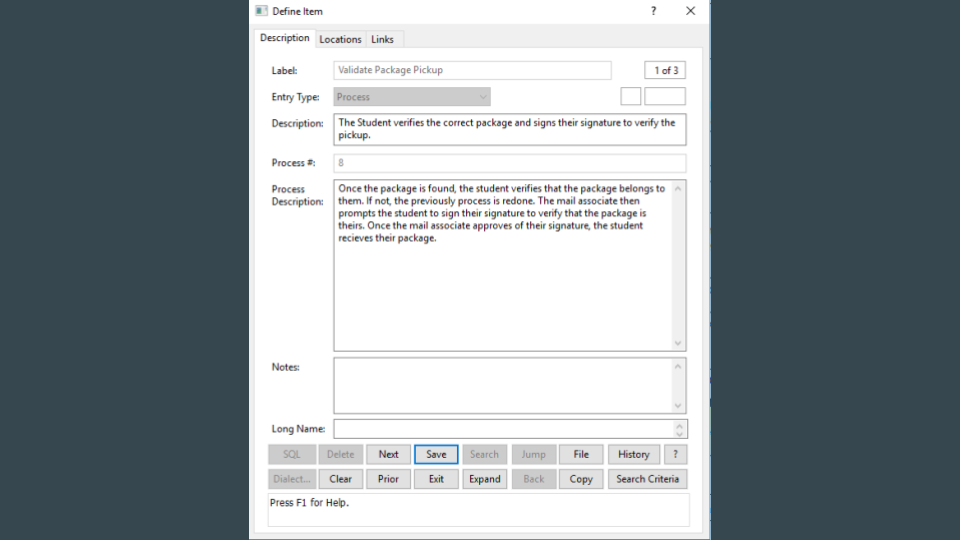 Define Item
?
Description Locations Links
Label: Validate Package Pickup 1 of 3
Entry Type: Process
Description: The Student verifies the correct package and signs their signature to verify the
pickup.
Process #: 8
Process
Description:
Once the package is found, the student verifies that the package belongs to
them. If not, the previously process is redone. The mail associate then
prompts the student to sign their signature to verify that the package is
theirs. Once the mail associate approves of their signature, the student
recieves their package.
Notes:
Long Name:
SQL Delete Next Save Search Jump File History ?
Dialect... Clear Prior Exit Expand Back Copy Search Criteria
Press F1 for Help.